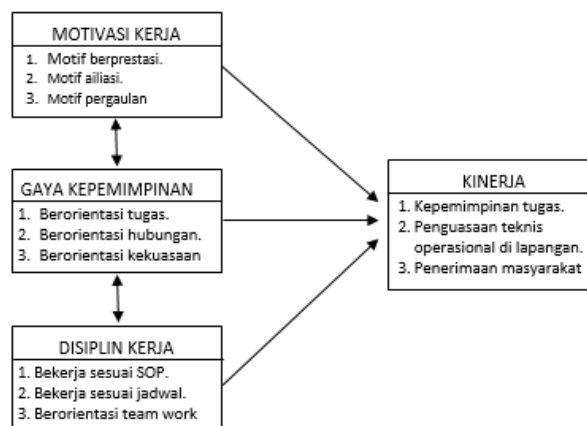 MOTIVASI KERJA
1. Motif berprestasi.
2. Motif ailiasi.
3. Motif pergaulan
GAYA KEPEMIMPINAN
1. Berorientasi tugas.
2. Berorientasi hubungan.
3. Berorientasi kekuasaan
DISIPLIN KERJA
1. Bekerja sesuai SOP.
2. Bekerja sesuai jadwal.
3. Berorientasi team work
KINERJA
1. Kepemimpinan tugas.
2. Penguasaan teknis
operasional di lapangan.
3. Penerimaan masyarakat